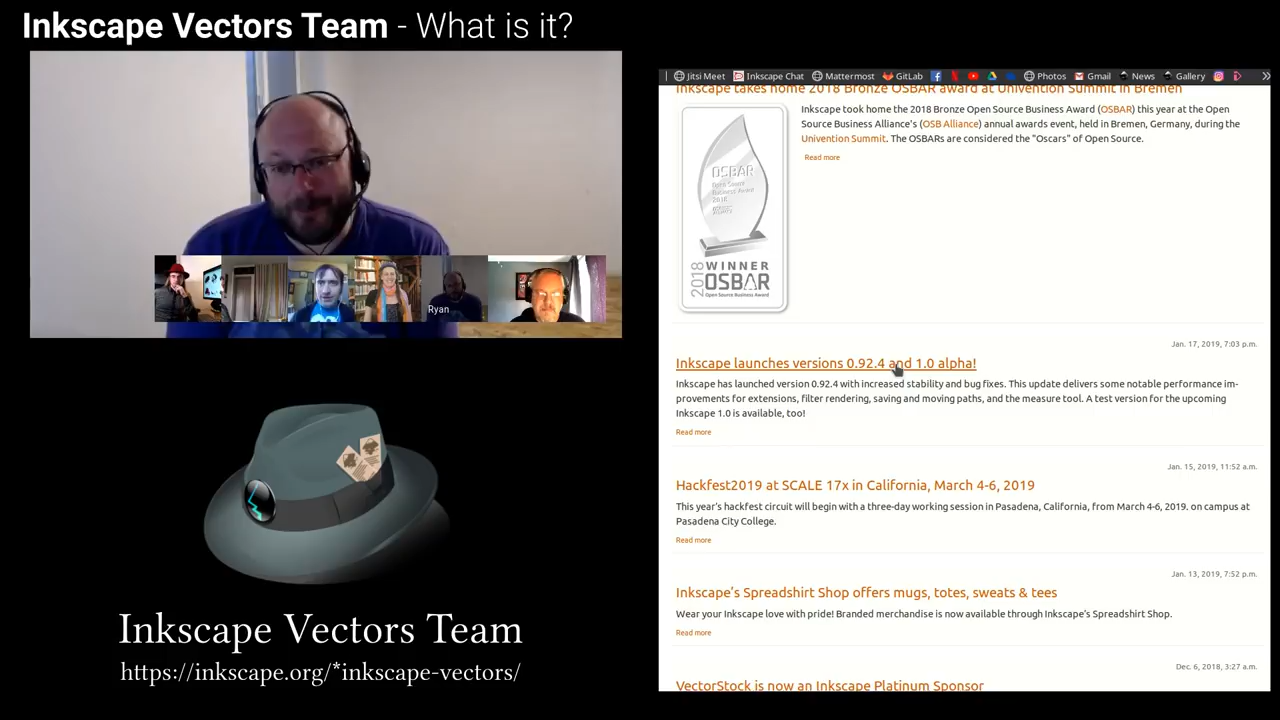 Inkscape Vectors Team - What is it?
Ryan
Inkscape Vectors Team
https://inkscape.org/*inkscape-vectors/
Jitsi Meet Inkscape Chat Mattermost GitLab Photos Gmail News Gallery »
Inkscape takes home 2018 Bronze OSBAR award at Univention Summit in Bremen
Inkscape took home the 2018 Bronze Open Source Business Award (OSBAR) this year at the Open
Source Business Alliance's (OSB Alliance) annual awards event, held in Bremen, Germany, during the
Univention Summit. The OSBARs are considered the "Oscars" of Open Source.
Read more
OSBAR
Open Source
Business Award
2018
2018 WINNER
OSBAR
Open Source Business Award
Jan. 17, 2019, 7:03 p.m.
Inkscape launches versions 0.92.4 and 1.0 alpha!
Inkscape has launched version 0.92.4 with increased stability and bug fixes. This update delivers some notable performance im-
provements for extensions, filter rendering, saving and moving paths, and the measure tool. A test version for the upcoming
Inkscape 1.0 is available, too!
Read more
Jan. 15, 2019, 11:52 a.m.
Hackfest2019 at SCALE 17x in California, March 4-6, 2019
This year's hackfest circuit will begin with a three-day working session in Pasadena, California, from March 4-6, 2019. on campus at
Pasadena City College.
Read more
Jan. 13, 2019, 7:52 p.m.
Inkscape's Spreadshirt Shop offers mugs, totes, sweats & tees
Wear your Inkscape love with pride! Branded merchandise is now available through Inkscape's Spreadshirt Shop.
Read more
Dec. 6, 2018, 3:27 a.m.
VectorStock is now an Inkscape Platinum Sponsor